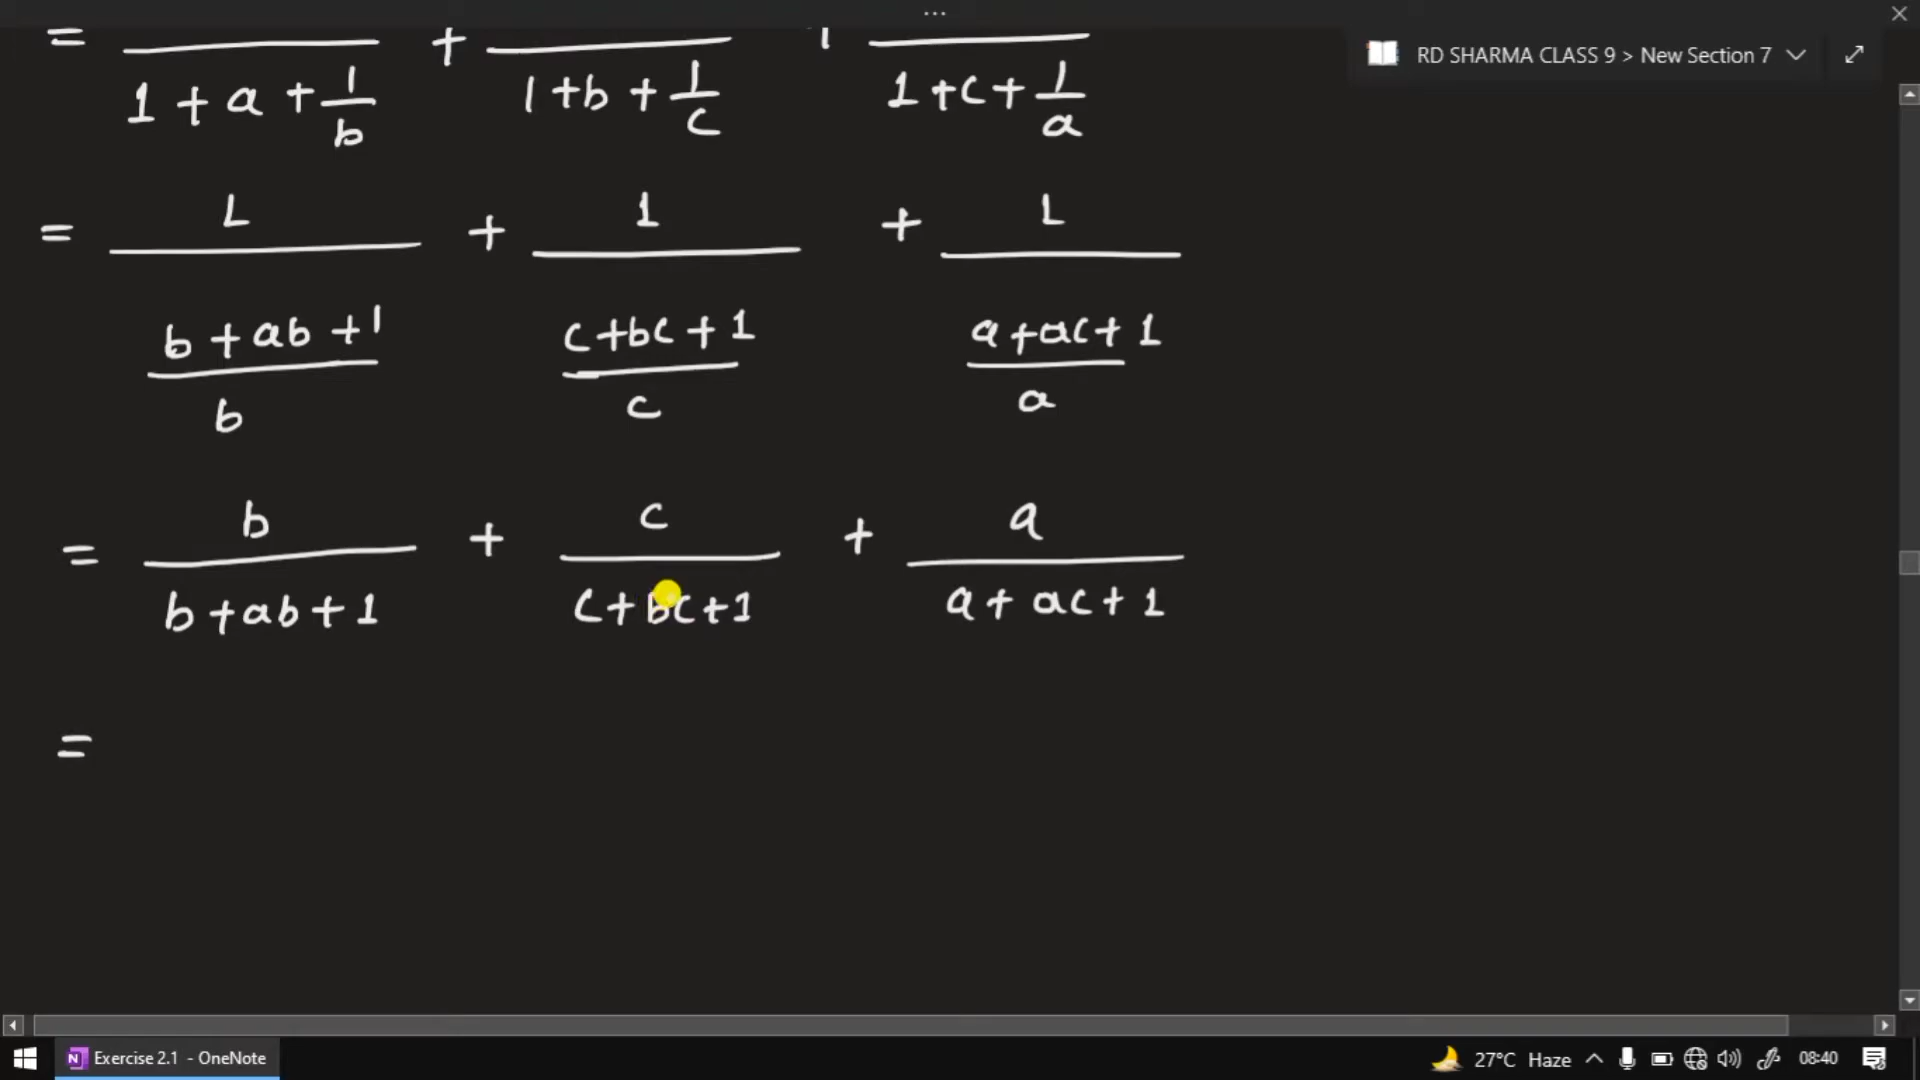 RD SHARMA CLASS 9 > New Section 7
= 1 + a + 1/b + 1 + b + 1/c + 1 + c + 1/a
= 1/((b + ab + 1)/b) + 1/((c + bc + 1)/c) + 1/((a + ac + 1)/a)
= b/(b + ab + 1) + c/(c + bc + 1) + a/(a + ac + 1)
=
Exercise 2.1 - OneNote
27°C Haze 08:40